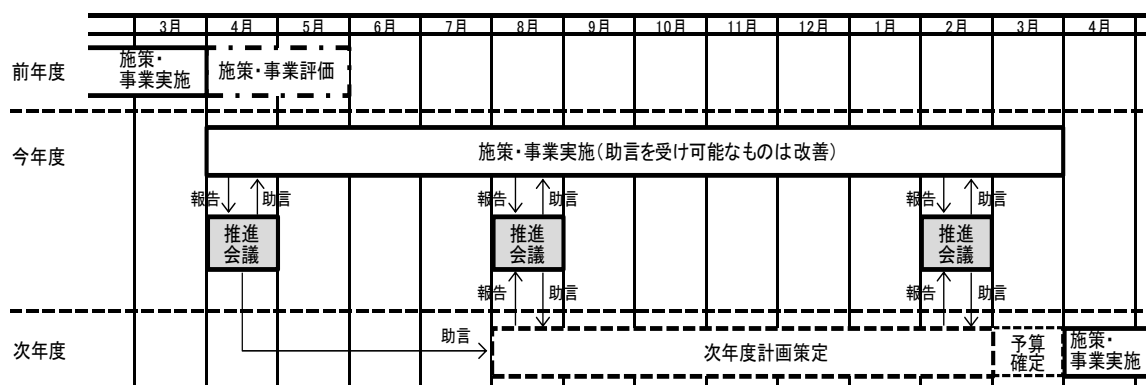 3月 4月 5月 6月 7月 8月 9月 10月 11月 12月 1月 2月 3月 4月
前年度
施策・
事業実施
施策・事業評価
今年度
施策・事業実施(助言を受け可能なものは改善)
報告 助言 報告 助言 報告 助言
推進
会議
推進
会議
推進
会議
報告 助言 報告 助言
次年度
助言
次年度計画策定
予算
確定
施策・
事業実施